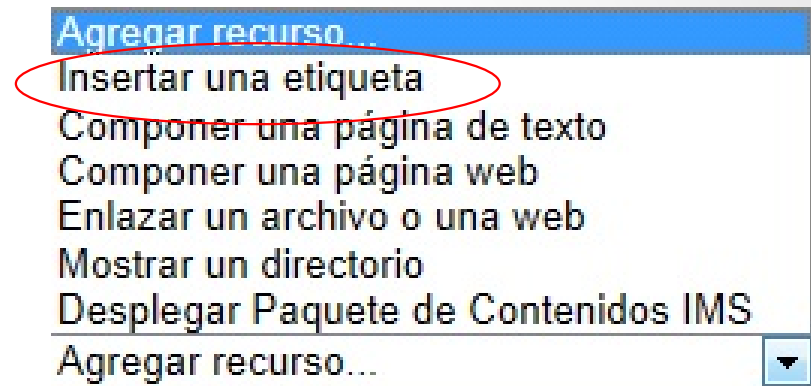 Agregar recurso...
Insertar una etiqueta
Componer una página de texto
Componer una página web
Enlazar un archivo o una web
Mostrar un directorio
Desplegar Paquete de Contenidos IMS
Agregar recurso...